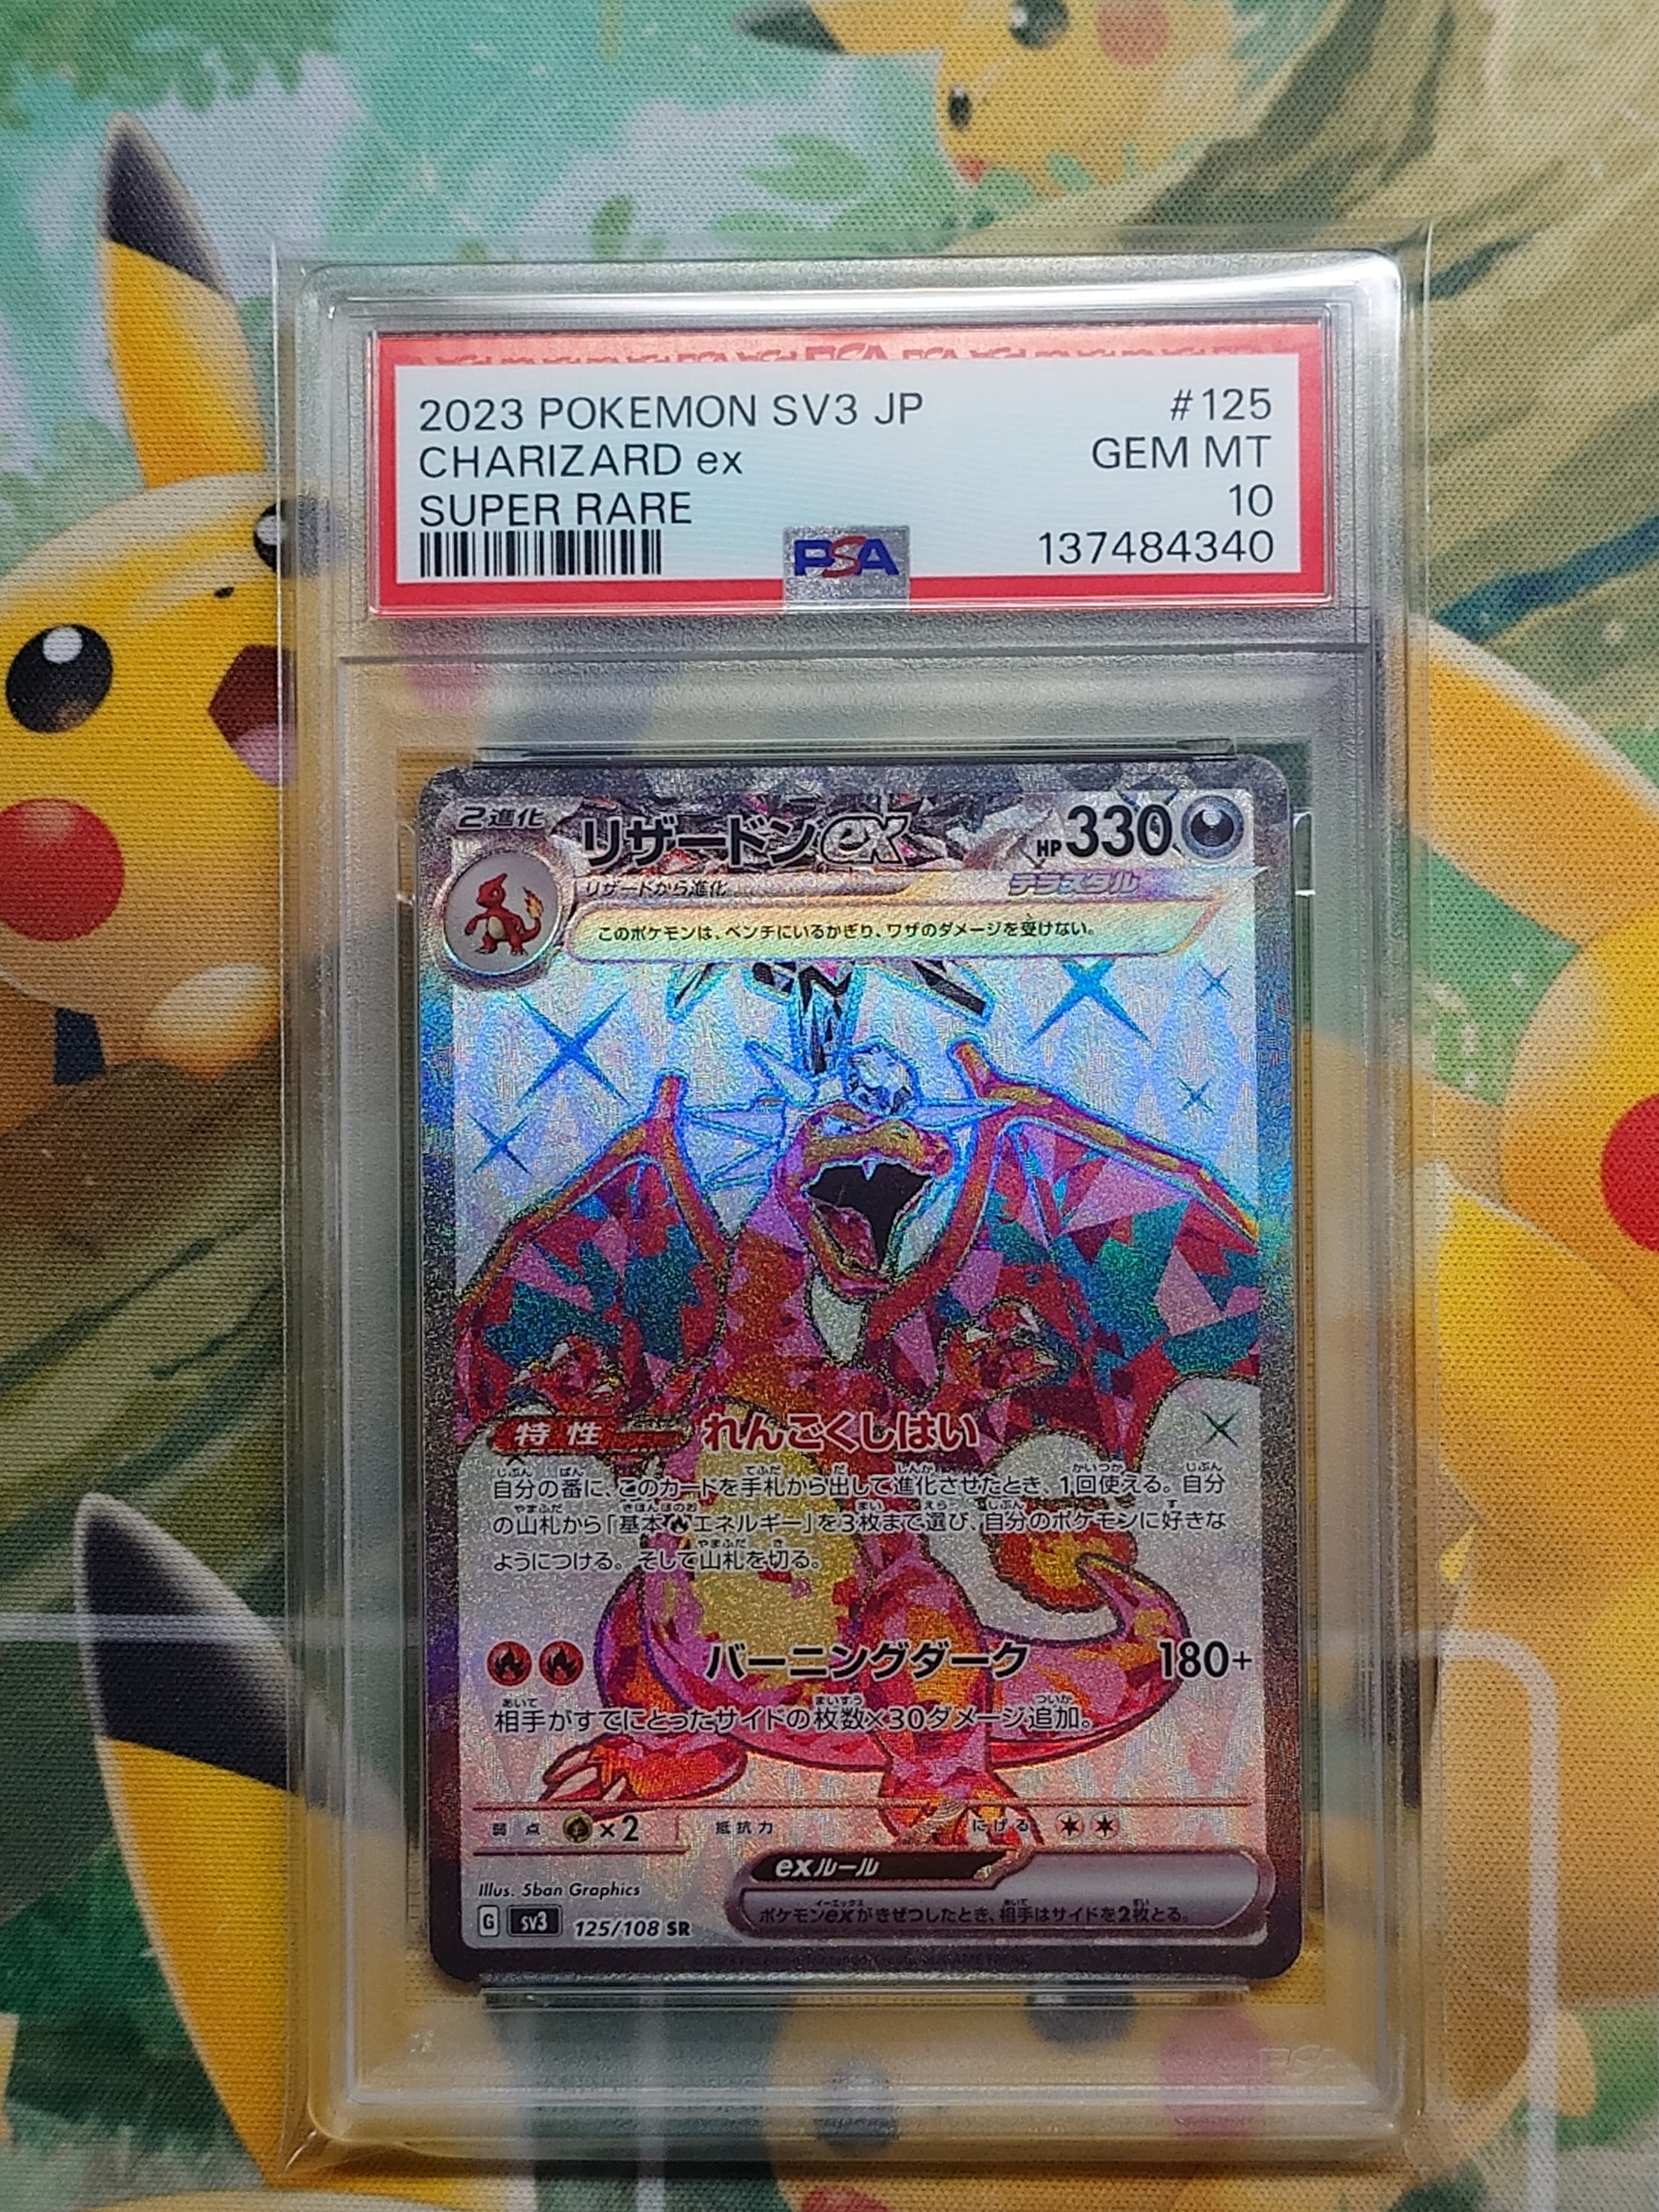 2023 POKEMON SV3 JP #125
CHARIZARD ex GEM MT
SUPER RARE 10
PSA 137484340
2進化 リザードンex HP330
リザードから進化 テラスタル
このポケモンは、ベンチにいるかぎり、ワザのダメージを受けない。
特性 れんごくしはい
自分の番に、このカードを手札から出して進化させたとき、1回使える。自分
の山札から「基本エネルギー」を3枚まで選び、自分のポケモンに好きな
ようにつける。そして山札を切る。
バーニングダーク 180+
相手がすでにとったサイドの枚数×30ダメージ追加。
弱点 ×2 抵抗力 にげる
exルール
ポケモンexがきぜつしたとき、相手はサイドを2枚とる。
Illus. 5ban Graphics
G SV3 125/108 SR